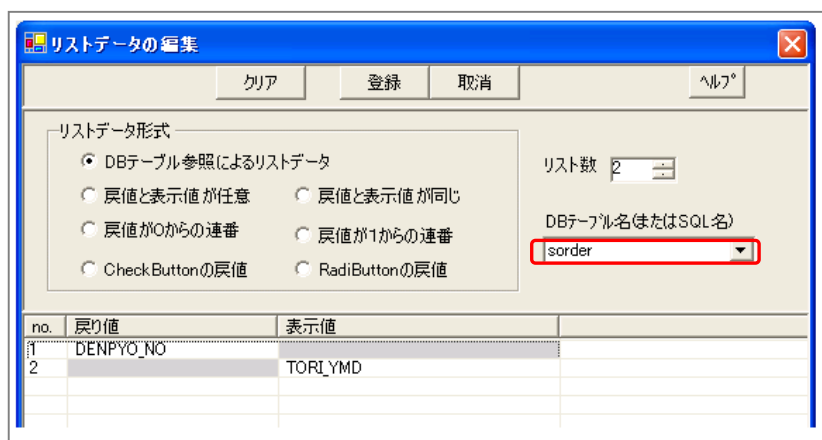 リストデータの編集
クリア 登録 取消 ヘルプ
リストデータ形式
DBテーブル参照によるリストデータ
戻値と表示値が任意 戻値と表示値が同じ
戻値が0からの連番 戻値が1からの連番
CheckButtonの戻値 RadiButtonの戻値
リスト数 2
DBテーブル名(またはSQL名)
sorder
no. 戻り値 表示値
1 DENPYO_NO
2 TORI_YMD